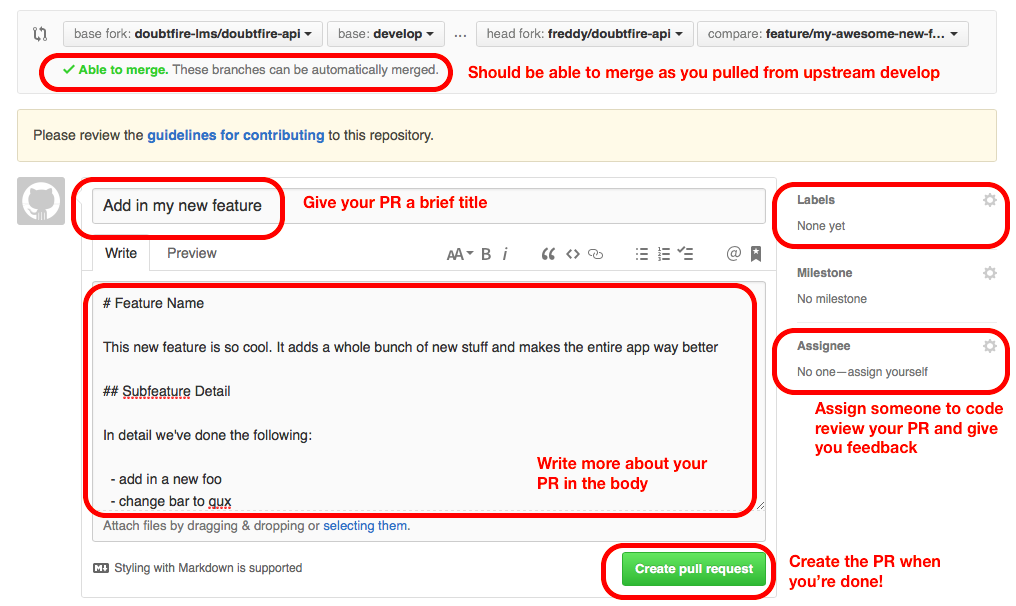 base fork: doubtfire-lms/doubtfire-api base: develop ... head fork: freddy/doubtfire-api compare: feature/my-awesome-new-f...
Able to merge. These branches can be automatically merged. Should be able to merge as you pulled from upstream develop
Please review the guidelines for contributing to this repository.
Add in my new feature
Give your PR a brief title
Write Preview
AA B i @
# Feature Name
This new feature is so cool. It adds a whole bunch of new stuff and makes the entire app way better
## Subfeature Detail
In detail we've done the following:
- add in a new foo
- change bar to qux
Write more about your
PR in the body
Attach files by dragging & dropping or selecting them.
Styling with Markdown is supported
Create pull request
Create the PR when
you're done!
Labels
None yet
Milestone
No milestone
Assignee
No one—assign yourself
Assign someone to code
review your PR and give
you feedback